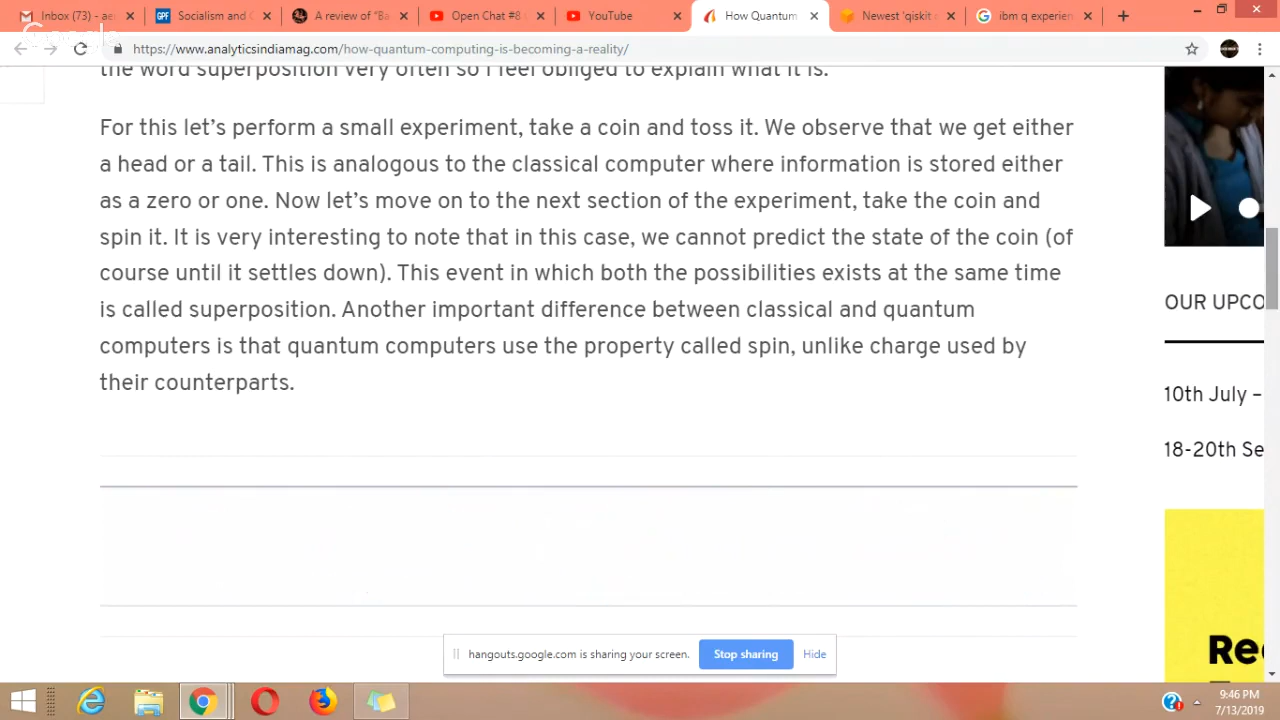 Inbox (73) - aes
Socialism and C
A review of "Ba
Open Chat #8 (
YouTube
How Quantum
Newest 'qiskit
ibm q experien
Google
https://www.analyticsindiamag.com/how-quantum-computing-is-becoming-a-reality/
the word superposition very often so I feel obliged to explain what it is.
For this let's perform a small experiment, take a coin and toss it. We observe that we get either
a head or a tail. This is analogous to the classical computer where information is stored either
as a zero or one. Now let's move on to the next section of the experiment, take the coin and
spin it. It is very interesting to note that in this case, we cannot predict the state of the coin (of
course until it settles down). This event in which both the possibilities exists at the same time
is called superposition. Another important difference between classical and quantum
computers is that quantum computers use the property called spin, unlike charge used by
their counterparts.
OUR UPCO
10th July –
18-20th Se
Re
hangouts.google.com is sharing your screen.
Stop sharing
Hide
9:46 PM
7/13/2019